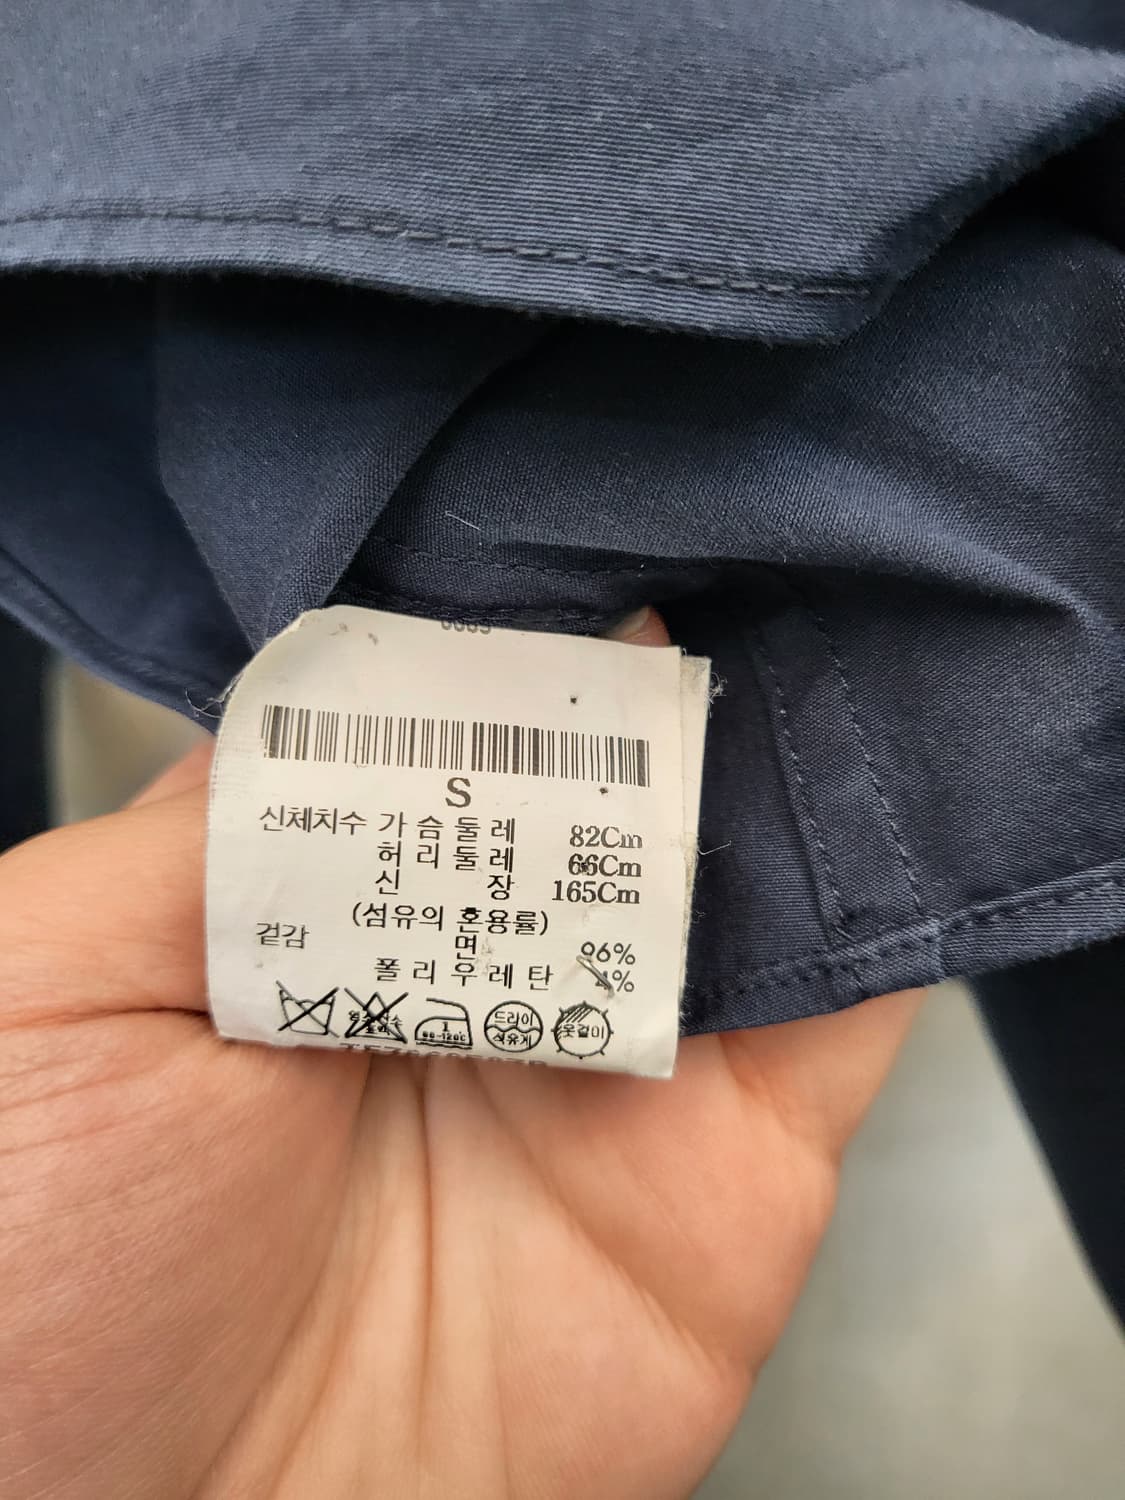 S
신체치수 가슴둘레 82Cm
허리둘레 66Cm
신장 165Cm
(섬유의 혼용률)
겉감
면 96%
폴리우레탄 4%
80-120℃
드라이
석유계
옷걸이